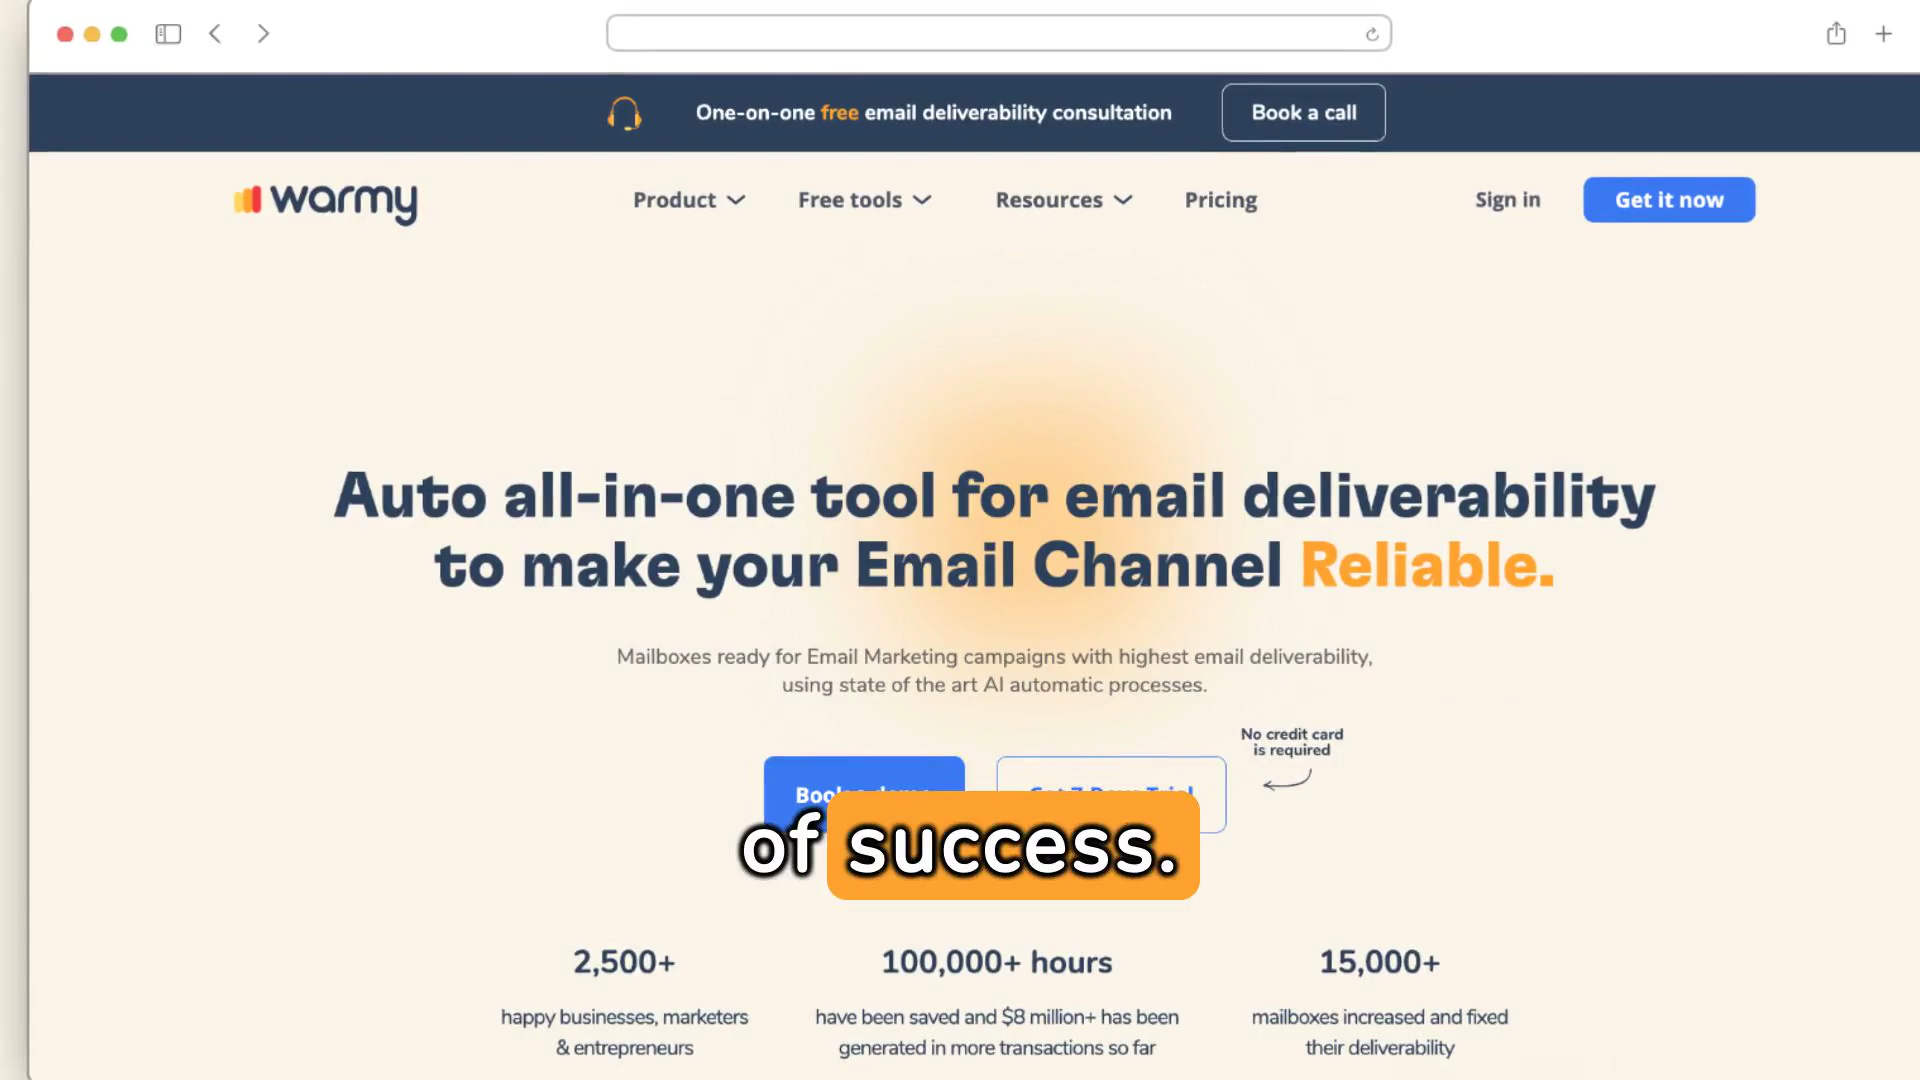 One-on-one free email deliverability consultation
Book a call
warmy
Product
Free tools
Resources
Pricing
Sign in
Get it now
Auto all-in-one tool for email deliverability
to make your Email Channel Reliable.
Mailboxes ready for Email Marketing campaigns with highest email deliverability,
using state of the art AI automatic processes.
No credit card
is required
of success.
2,500+
happy businesses, marketers
& entrepreneurs
100,000+ hours
have been saved and $8 million+ has been
generated in more transactions so far
15,000+
mailboxes increased and fixed
their deliverability